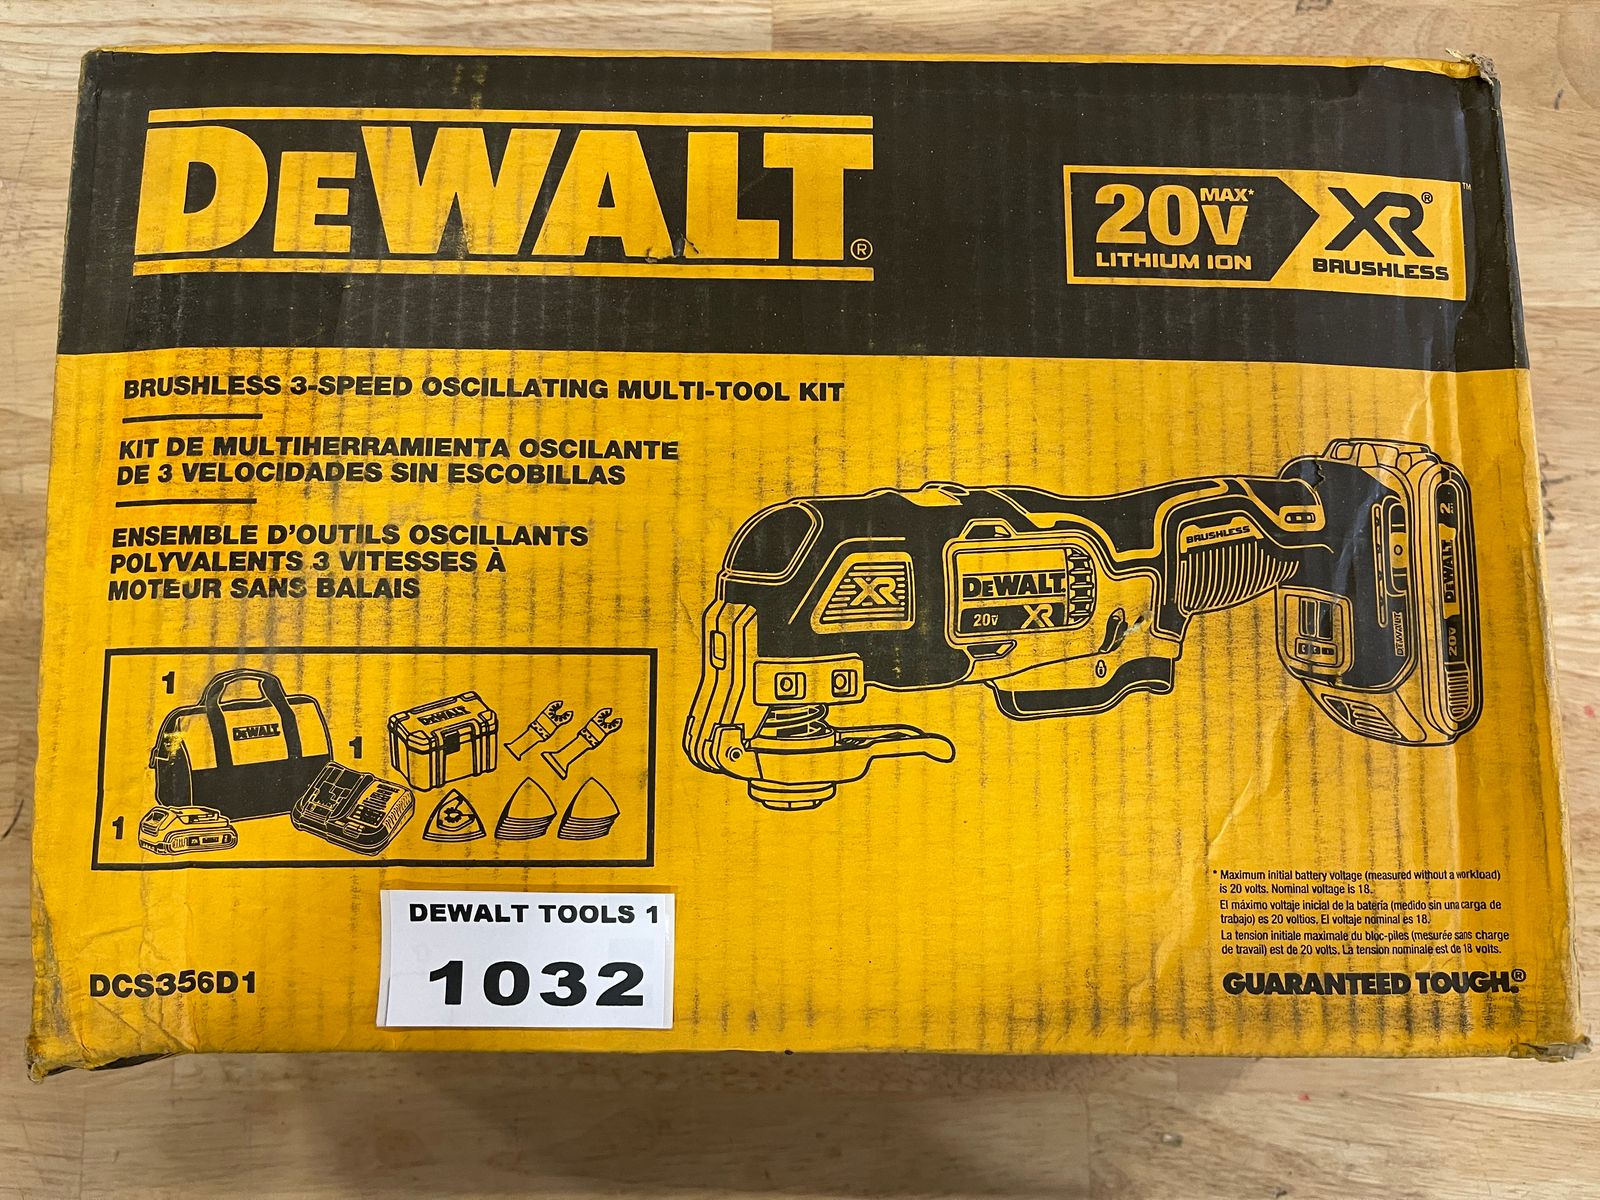 DEWALT®
20V MAX*
LITHIUM ION
XR®
BRUSHLESS
™
BRUSHLESS 3-SPEED OSCILLATING MULTI-TOOL KIT
KIT DE MULTIHERRAMIENTA OSCILANTE
DE 3 VELOCIDADES SIN ESCOBILLAS
ENSEMBLE D'OUTILS OSCILLANTS
POLYVALENTS 3 VITESSES À
MOTEUR SANS BALAIS
BRUSHLESS
XR
DEWALT
20V XR
2
DEWALT
20V
DEWALT
1
DEWALT
1
DEWALT
1
* Maximum initial battery voltage (measured without a workload)
is 20 volts. Nominal voltage is 18.
El máximo voltaje inicial de la batería (medido sin una carga de
trabajo) es 20 voltios. El voltaje nominal es 18.
La tension initiale maximale du bloc-piles (mesurée sans charge
de travail) est de 20 volts. La tension nominale est de 18 volts.
GUARANTEED TOUGH.®
DCS356D1
DEWALT TOOLS 1
1032